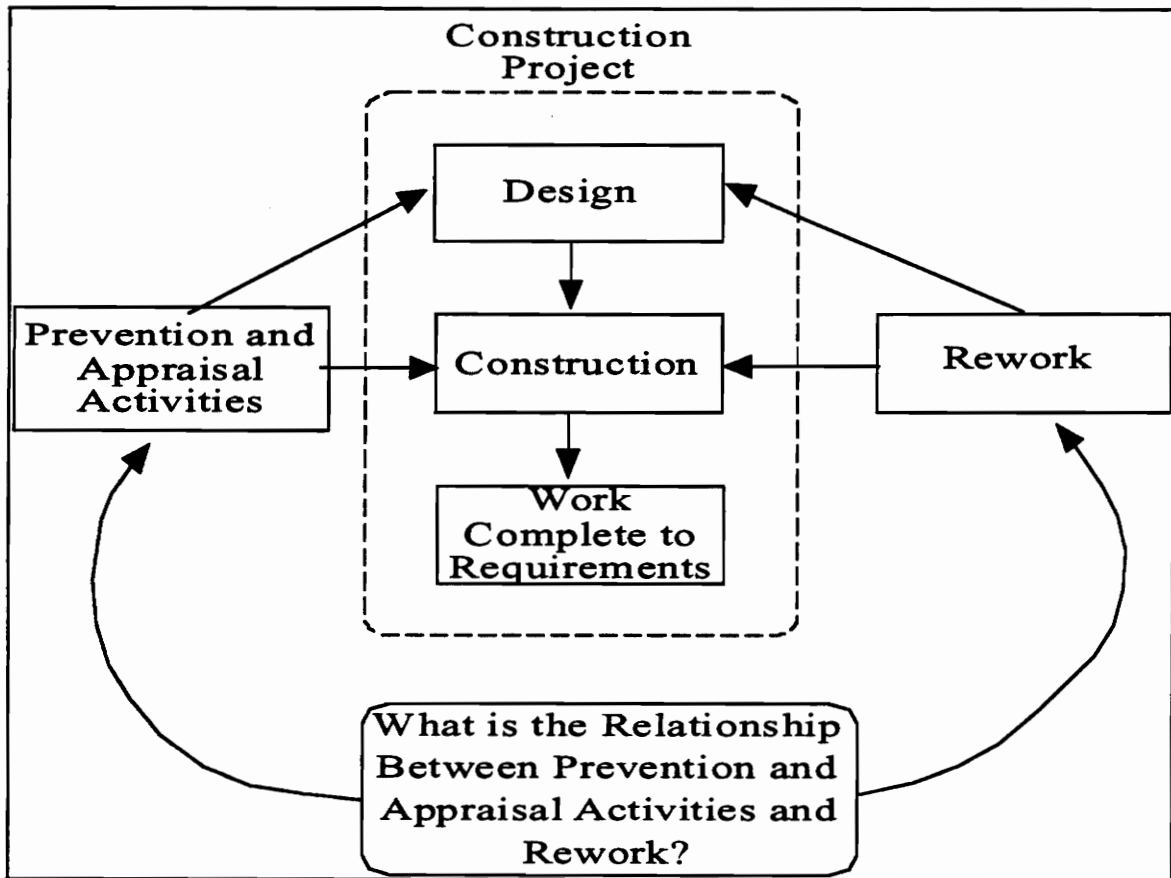 Construction
Project
Design
Prevention and
Appraisal
Activities
Construction
Rework
Work
Complete to
Requirements
What is the Relationship
Between Prevention and
Appraisal Activities and
Rework?